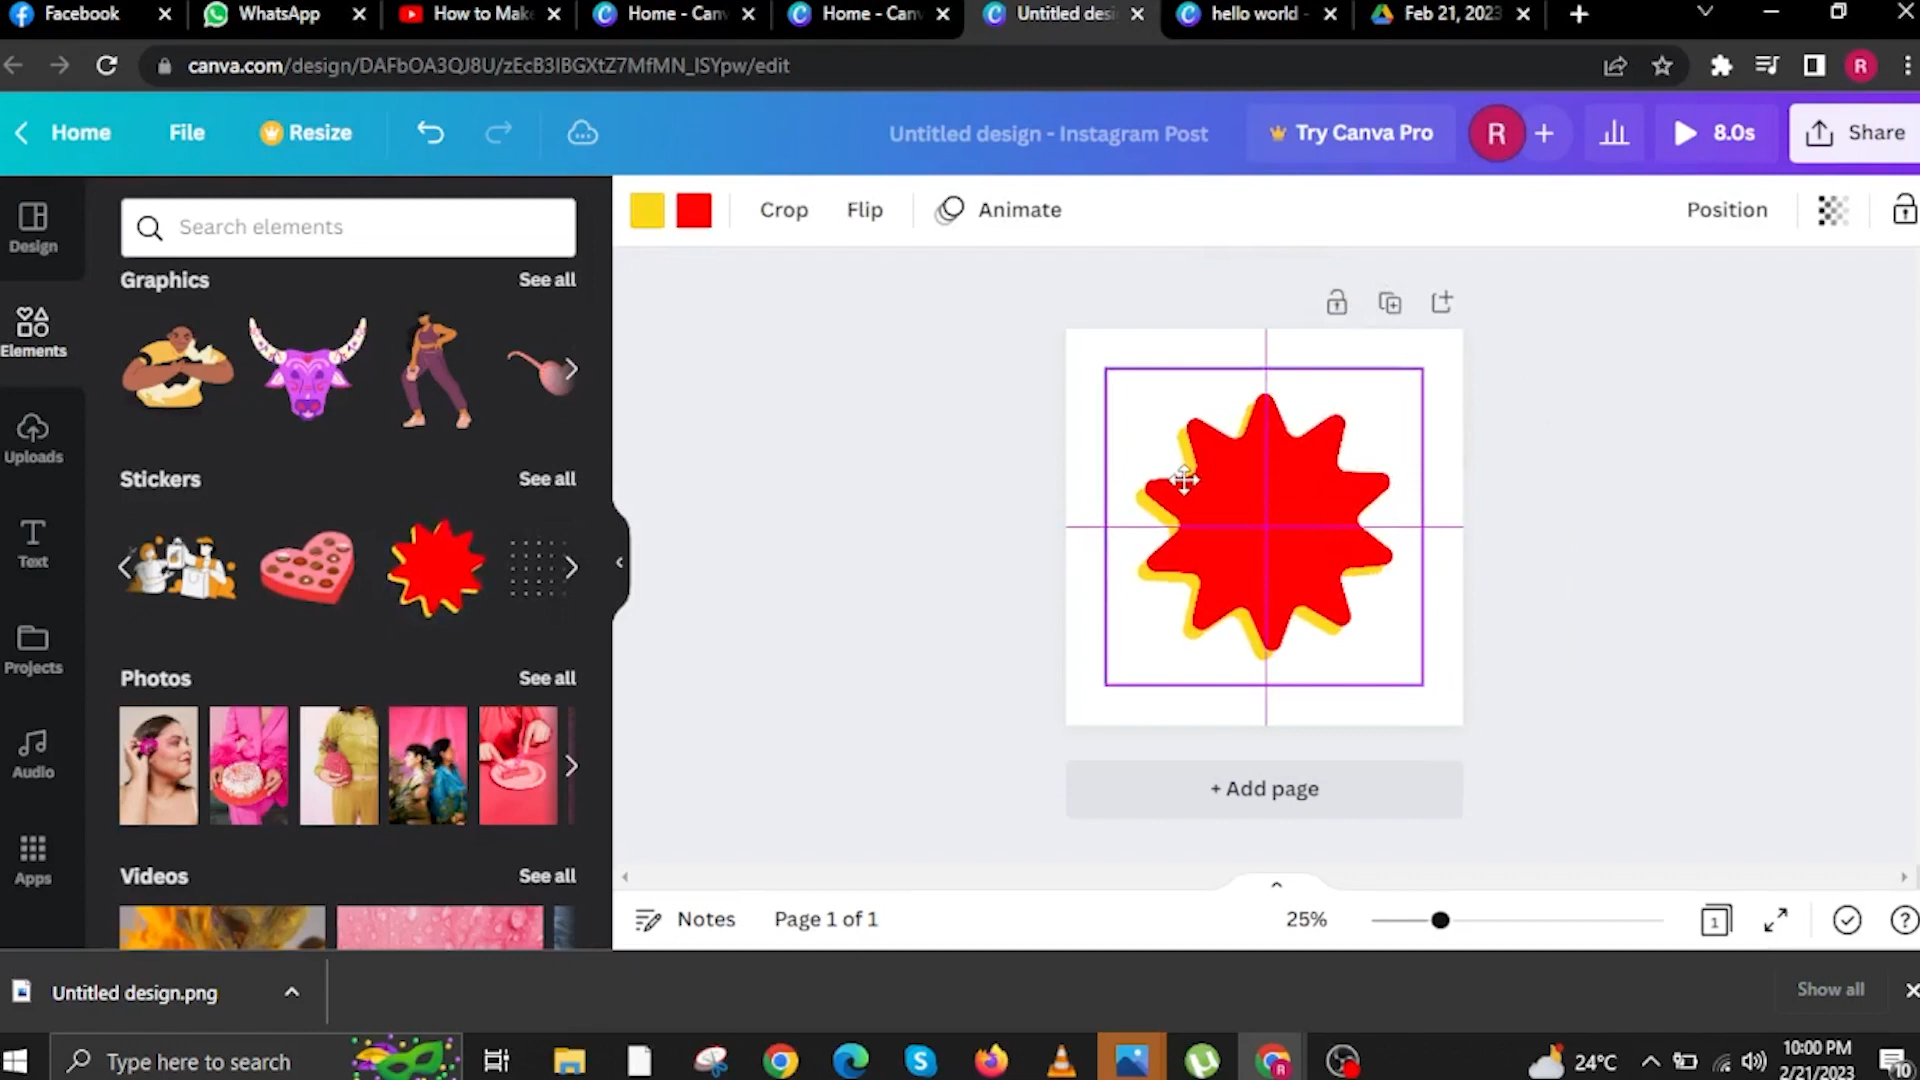 Facebook
WhatsApp
How to Make
Home - Canv
Home - Canv
Untitled desi
hello world -
Feb 21, 2023
canva.com/design/DAFbOA3QJ8U/zEcB3IBGXtZ7MfMN_lSYpw/edit
R
Home
File
Resize
Untitled design - Instagram Post
Try Canva Pro
R
8.0s
Share
Design
Elements
Uploads
Text
Projects
Audio
Apps
Search elements
Graphics
See all
Stickers
See all
Photos
See all
Videos
See all
Crop
Flip
Animate
Position
+ Add page
Notes
Page 1 of 1
25%
1
Untitled design.png
Show all
Type here to search
24°C
10:00 PM
2/21/2023
10